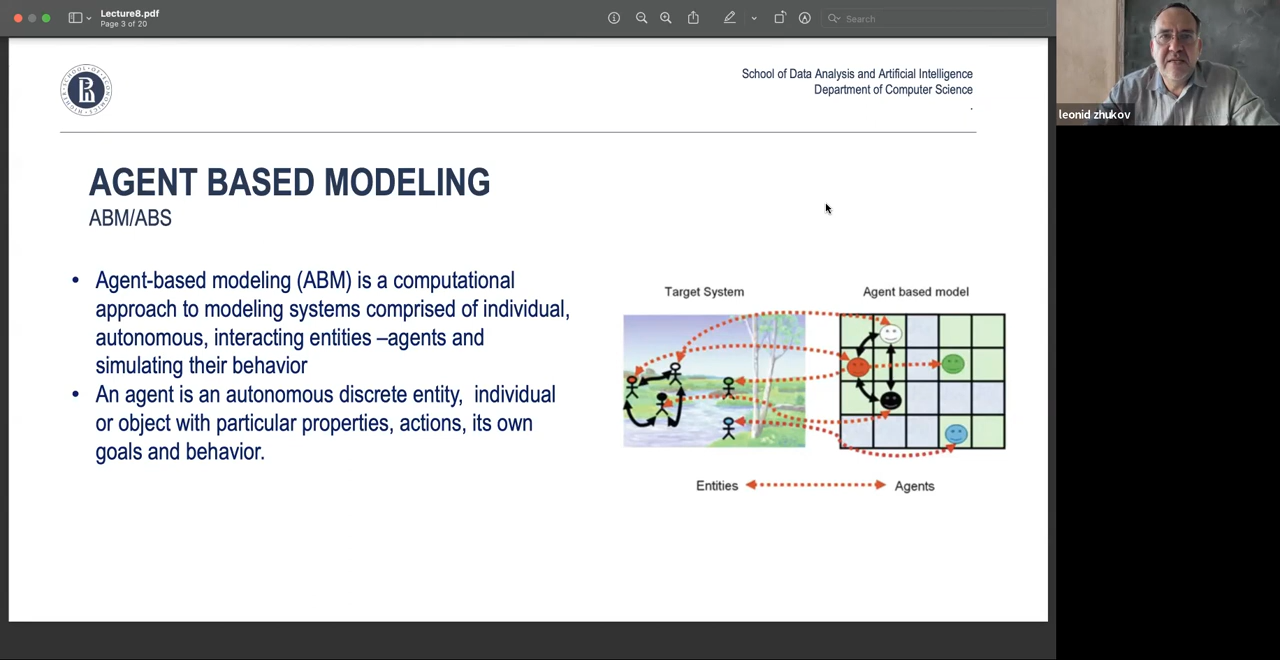 Lecture8.pdf
Page 3 of 20
Search
leonid zhukov
School of Data Analysis and Artificial Intelligence
Department of Computer Science
.
AGENT BASED MODELING
ABM/ABS
• Agent-based modeling (ABM) is a computational
approach to modeling systems comprised of individual,
autonomous, interacting entities –agents and
simulating their behavior
• An agent is an autonomous discrete entity, individual
or object with particular properties, actions, its own
goals and behavior.
Target System
Agent based model
Entities
Agents